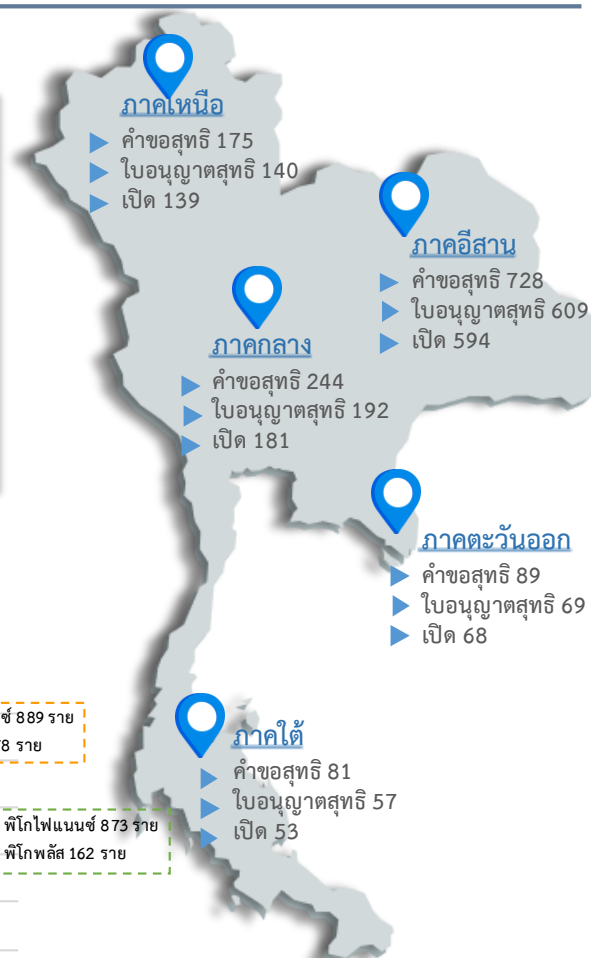 ภาคเหนือ
คำขอสุทธิ 175
ใบอนุญาตสุทธิ 140
เปิด 139
ภาคอีสาน
คำขอสุทธิ 728
ใบอนุญาตสุทธิ 609
เปิด 594
ภาคกลาง
คำขอสุทธิ 244
ใบอนุญาตสุทธิ 192
เปิด 181
ภาคตะวันออก
คำขอสุทธิ 89
ใบอนุญาตสุทธิ 69
เปิด 68
ภาคใต้
คำขอสุทธิ 81
ใบอนุญาตสุทธิ 57
เปิด 53
889 ราย
8 ราย
พิโกไฟแนนซ์ 873 ราย
พิโกพลัส 162 ราย